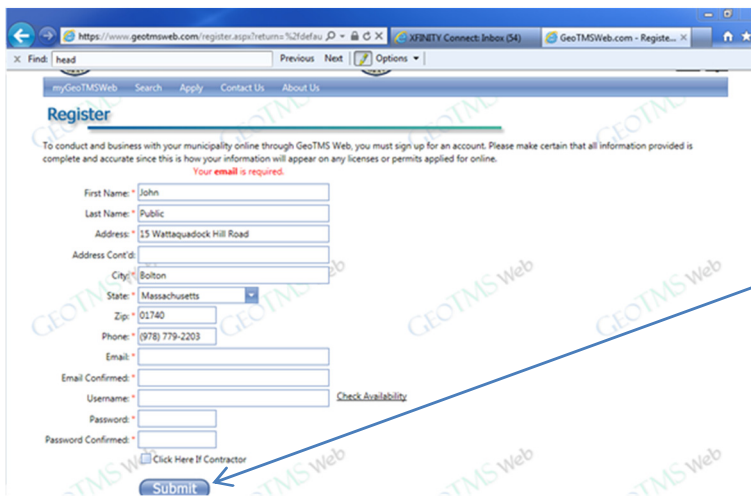 https://www.geotmsweb.com/register.aspx?return=%2fdefau
XFINITY Connect: Inbox (54)
GeoTMSWeb.com - Registe...
X Find: head Previous Next Options
myGeoTMSWeb Search Apply Contact Us About Us
Register
To conduct and business with your municipality online through GeoTMS Web, you must sign up for an account. Please make certain that all information provided is
complete and accurate since this is how your information will appear on any licenses or permits applied for online.
Your email is required.
First Name: * John
Last Name: * Public
Address: * 15 Wattaquadock Hill Road
Address Cont'd:
City: * Bolton
State: * Massachusetts
Zip: * 01740
Phone: * (978) 779-2203
Email: *
Email Confirmed: *
Username: * Check Availability
Password: *
Password Confirmed: *
Click Here If Contractor
Submit